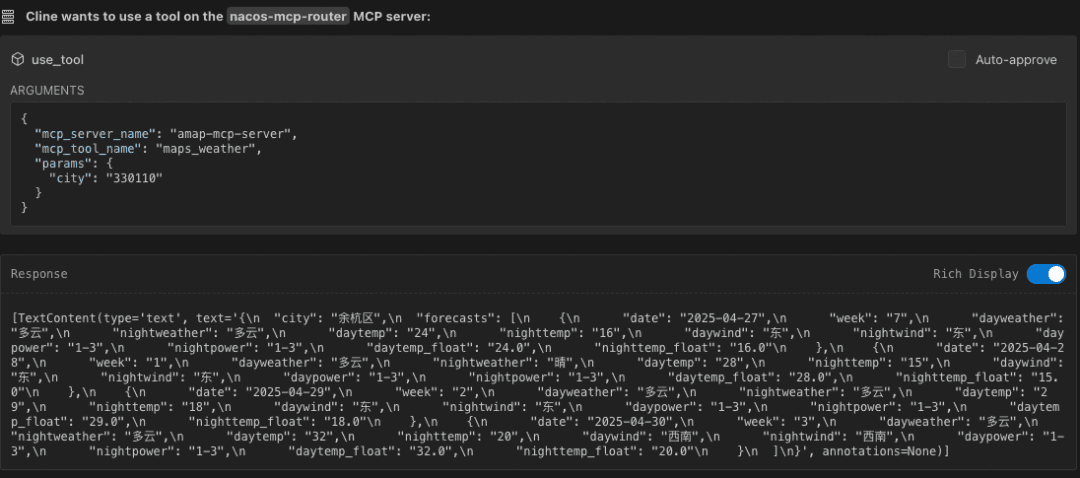 Cline wants to use a tool on the nacos-mcp-router MCP server:
use_tool
Auto-approve
ARGUMENTS
{
  "mcp_server_name": "amap-mcp-server",
  "mcp_tool_name": "maps_weather",
  "params": {
    "city": "330110"
  }
}
Response
Rich Display
[TextContent(type='text', text='{\n  "city": "余杭区",\n  "forecasts": [\n    {\n      "date": "2025-04-27",\n      "week": "7",\n      "dayweather":
"多云",\n      "nightweather": "多云",\n      "daytemp": "24",\n      "nighttemp": "16",\n      "daywind": "东",\n      "nightwind": "东",\n      "day
power": "1-3",\n      "nightpower": "1-3",\n      "daytemp_float": "24.0",\n      "nighttemp_float": "16.0"\n    },\n    {\n      "date": "2025-04-2
8",\n      "week": "1",\n      "dayweather": "多云",\n      "nightweather": "晴",\n      "daytemp": "28",\n      "nighttemp": "15",\n      "daywind":
"东",\n      "nightwind": "东",\n      "daypower": "1-3",\n      "nightpower": "1-3",\n      "daytemp_float": "28.0",\n      "nighttemp_float": "15.
0"\n    },\n    {\n      "date": "2025-04-29",\n      "week": "2",\n      "dayweather": "多云",\n      "nightweather": "多云",\n      "daytemp": "2
9",\n      "nighttemp": "18",\n      "daywind": "东",\n      "nightwind": "东",\n      "daypower": "1-3",\n      "nightpower": "1-3",\n      "daytem
p_float": "29.0",\n      "nighttemp_float": "18.0"\n    },\n    {\n      "date": "2025-04-30",\n      "week": "3",\n      "dayweather": "多云",\n
"nightweather": "多云",\n      "daytemp": "32",\n      "nighttemp": "20",\n      "daywind": "西南",\n      "nightwind": "西南",\n      "daypower": "1-
3",\n      "nightpower": "1-3",\n      "daytemp_float": "32.0",\n      "nighttemp_float": "20.0"\n    }\n  ]\n}', annotations=None)]